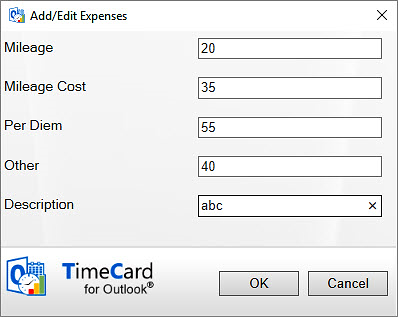 Add/Edit Expenses
Mileage 20
Mileage Cost 35
Per Diem 55
Other 40
Description abc
TimeCard
for Outlook®
OK Cancel